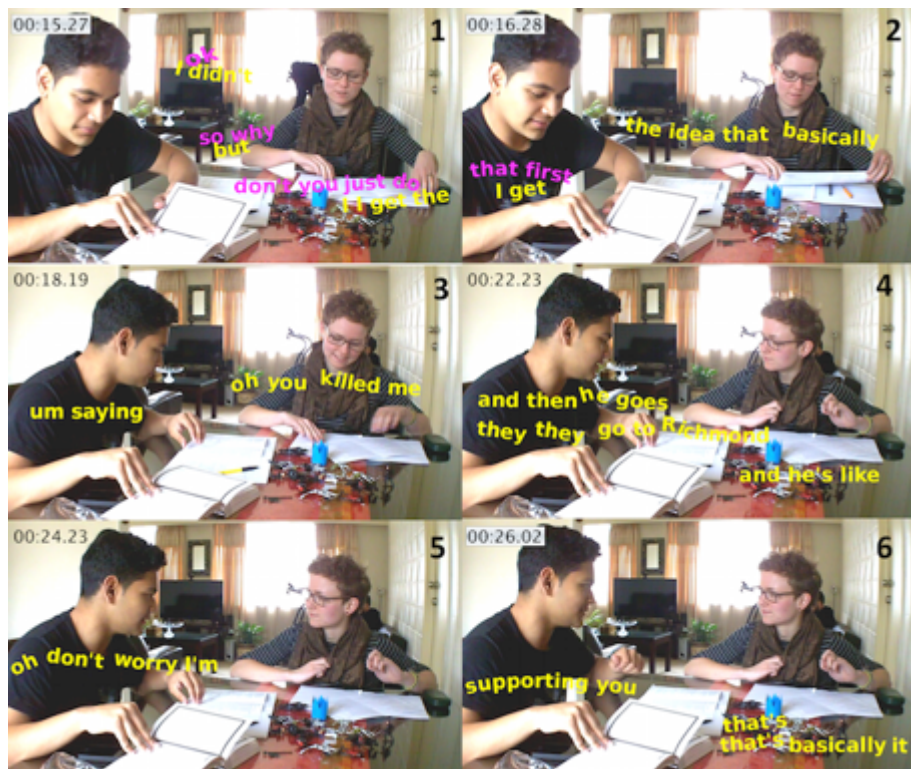 00:15.27
1
ok
I didn't
so why
but
don't you just do
I I get the
00:16.28
2
the idea that basically
that first
I get
00:18.19
3
oh you killed me
um saying
00:22.23
4
and then he goes
they they go to Richmond
and he's like
00:24.23
5
oh don't worry I'm
00:26.02
6
supporting you
that's
that's basically it